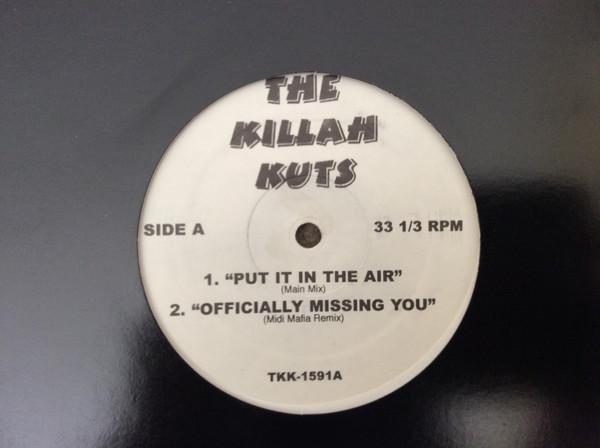 THE
KILLAH
KUTS
SIDE A
33 1/3 RPM
1. “PUT IT IN THE AIR”
(Main Mix)
2. “OFFICIALLY MISSING YOU”
(Midi Mafia Remix)
TKK-1591A